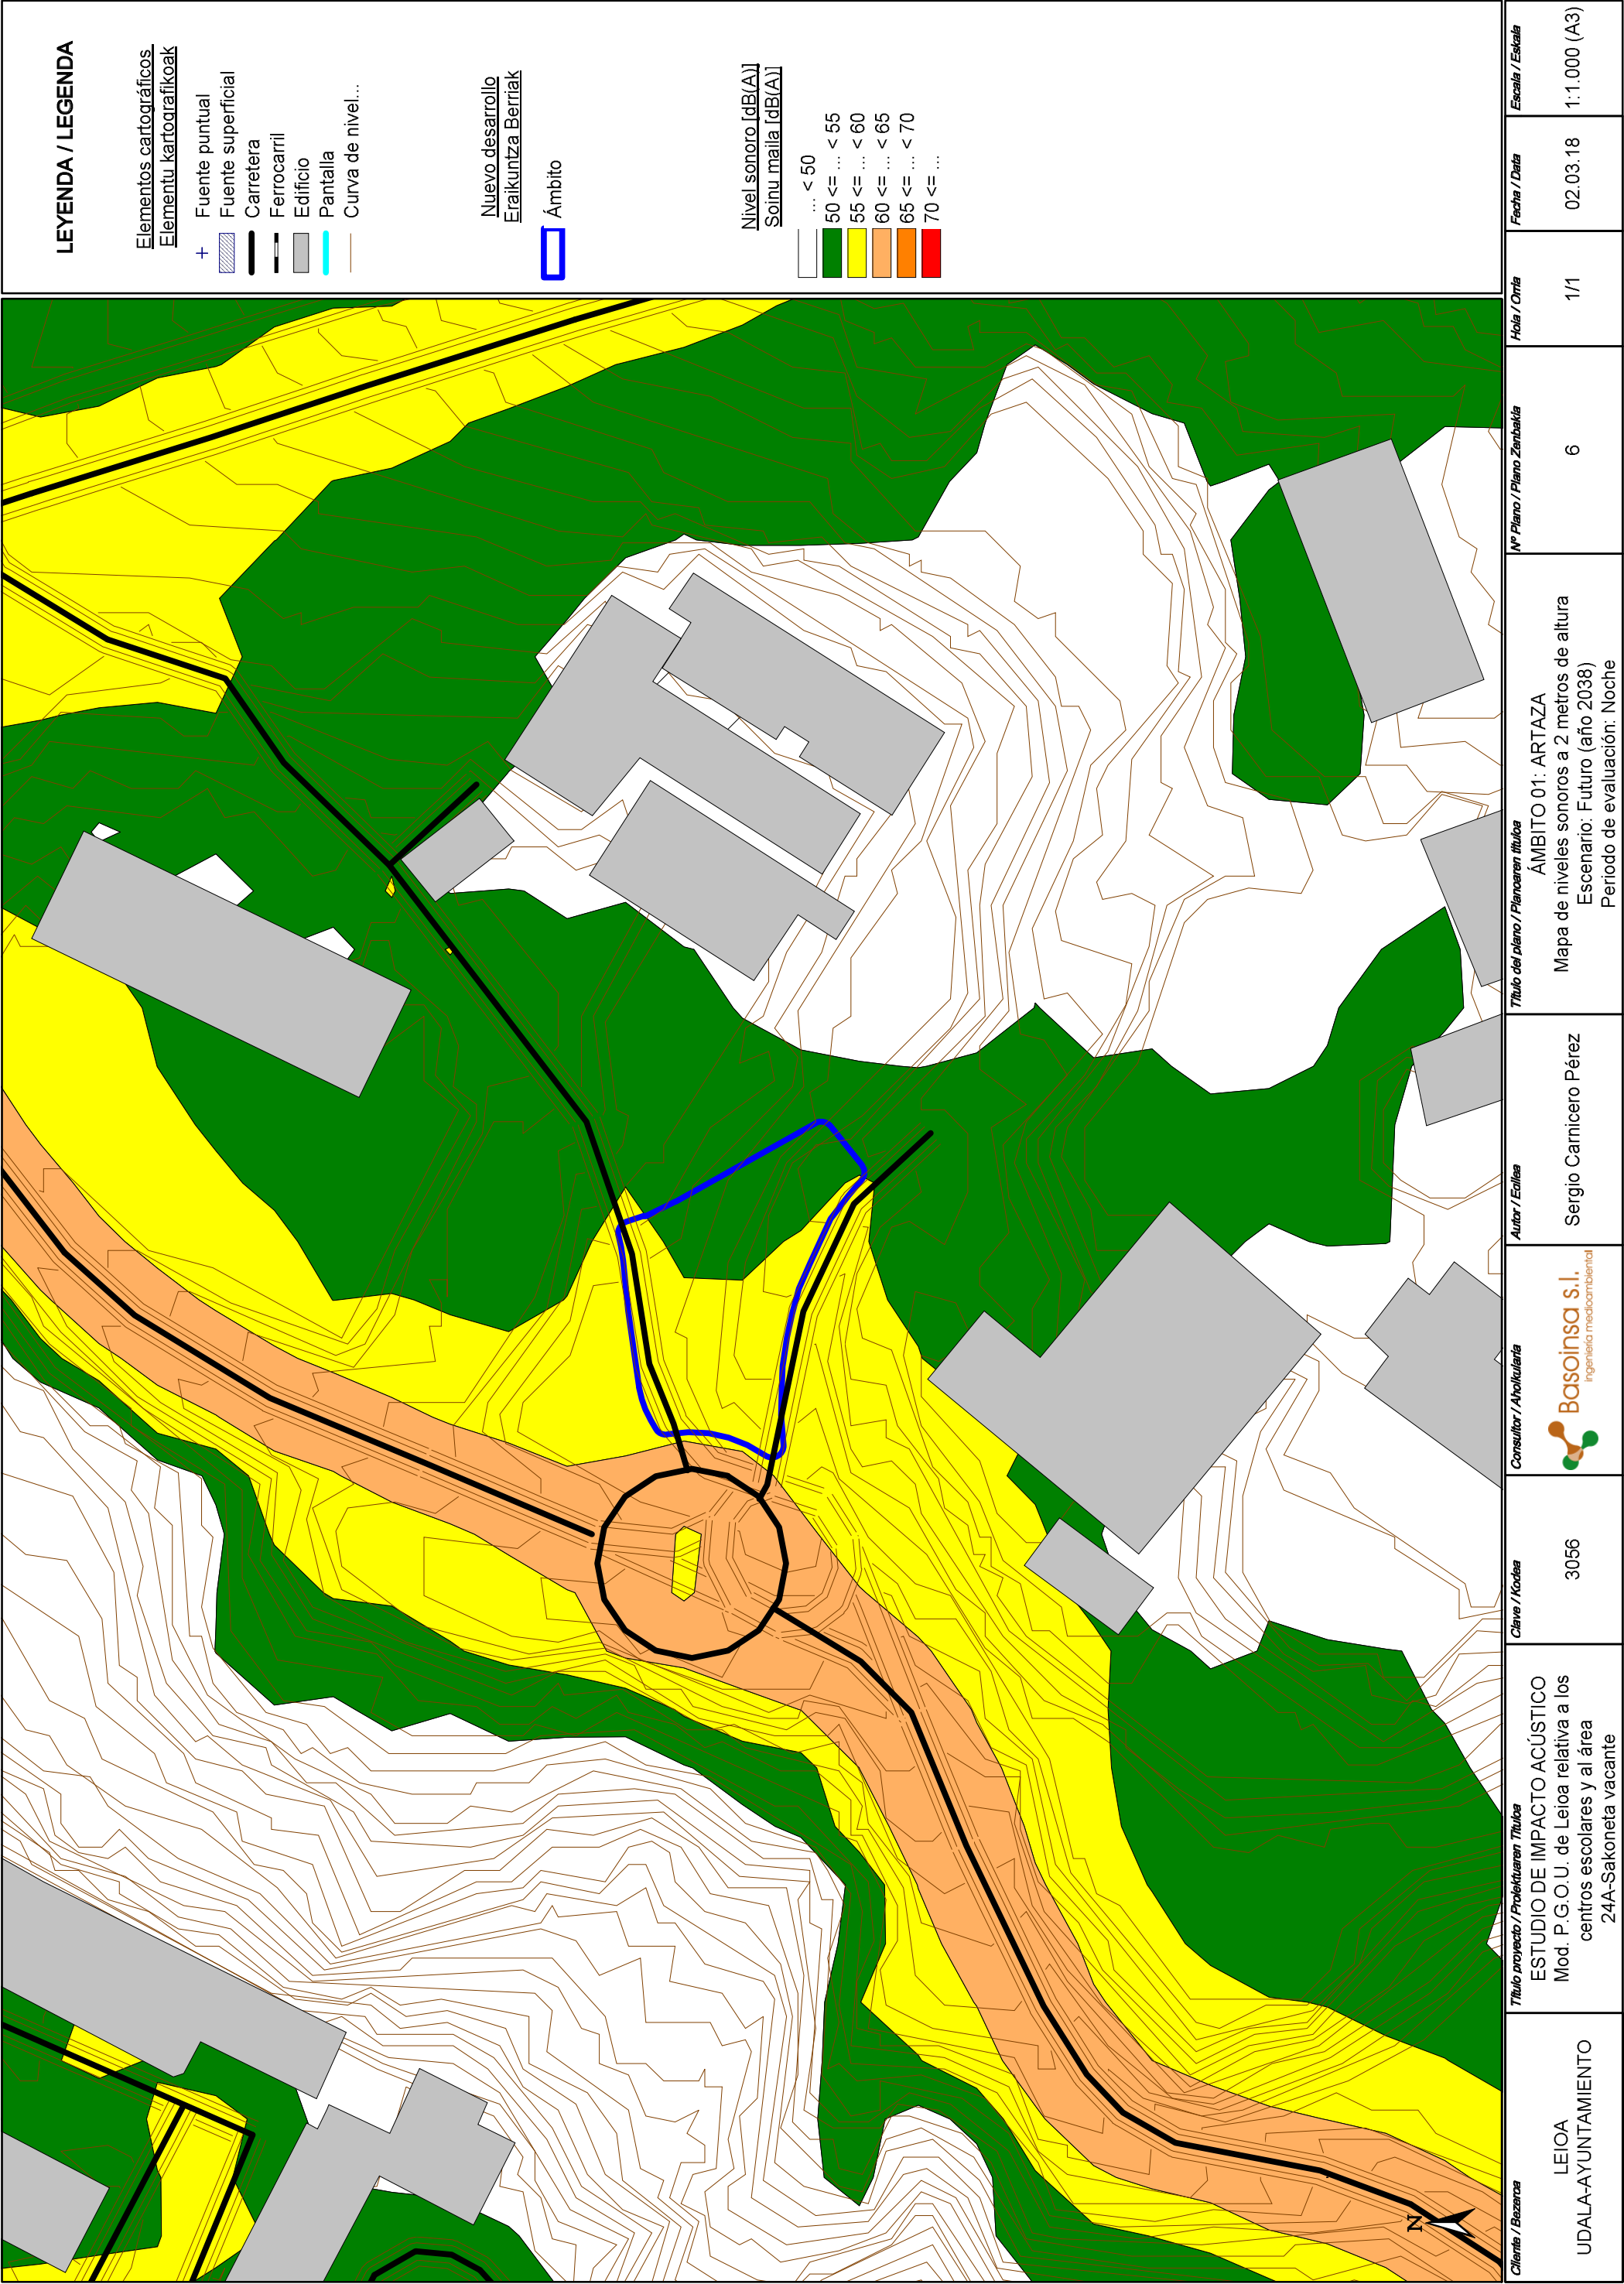 LEYENDA / LEGENDA
Elementos cartográficos
Elementu kartografikoak
Fuente puntual
Fuente superficial
Carretera
Ferrocarril
Edificio
Pantalla
Curva de nivel...
Nuevo desarrollo
Eraikuntza Berriak
Ámbito
Nivel sonoro [dB(A)]
Soinu maila [dB(A)]
... < 50
50 <= ... < 55
55 <= ... < 60
60 <= ... < 65
65 <= ... < 70
70 <= ...
N
Cliente / Bezeroa
LEIOA
UDALA-AYUNTAMIENTO
Título proyecto / Proiektuaren Tituloa
ESTUDIO DE IMPACTO ACÚSTICO
Mod. P.G.O.U. de Leioa relativa a los
centros escolares y al área
24A-Sakoneta vacante
Clave / Kodea
3056
Consultor / Aholkularia
Basoinsa s.l.
ingeniería medioambiental
Autor / Egilea
Sergio Carnicero Pérez
Título del plano / Planoaren tituloa
ÁMBITO 01: ARTAZA
Mapa de niveles sonoros a 2 metros de altura
Escenario: Futuro (año 2038)
Periodo de evaluación: Noche
Nº Plano / Plano Zenbakia
6
Hoja / Orria
1/1
Fecha / Data
02.03.18
Escala / Eskala
1:1.000 (A3)